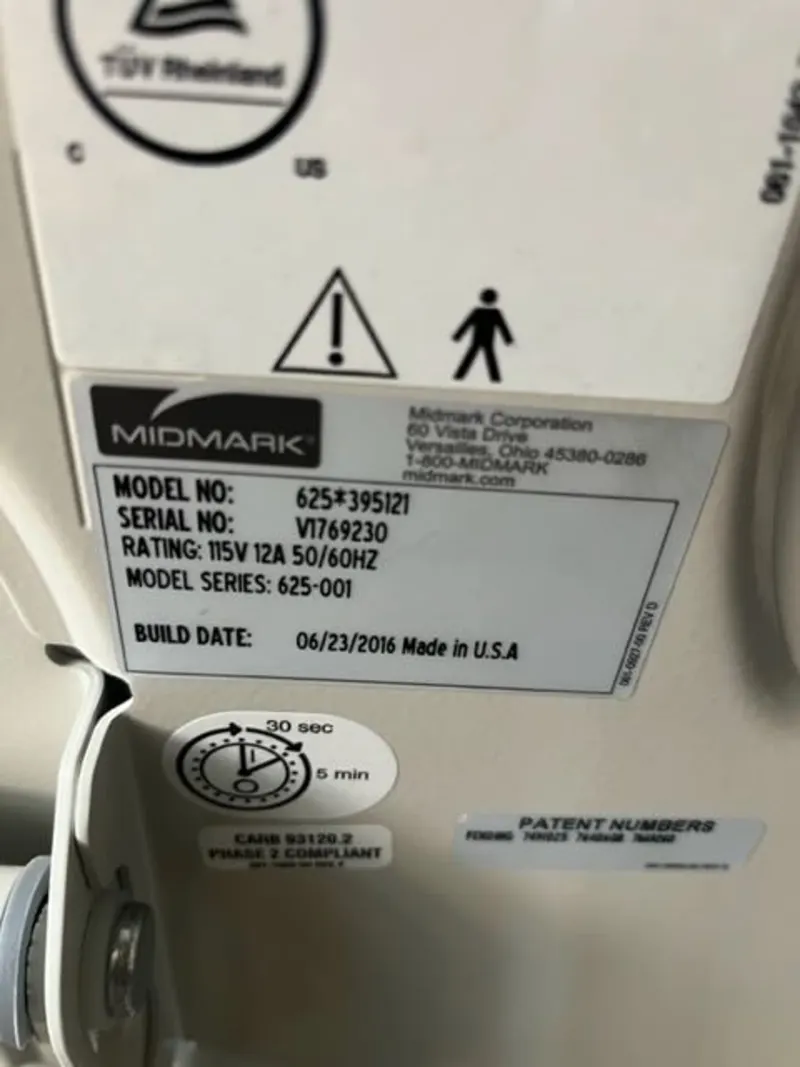 TÜV Rheinland
C
US
MIDMARK
Midmark Corporation
60 Vista Drive
Versailles, Ohio 45380-0286
1-800-MIDMARK
midmark.com
MODEL NO: 625*395121
SERIAL NO: V1769230
RATING: 115V 12A 50/60HZ
MODEL SERIES: 625-001
BUILD DATE: 06/23/2016 Made in U.S.A
30 sec
5 min
CARB 93120.2
PHASE 2 COMPLIANT
PATENT NUMBERS